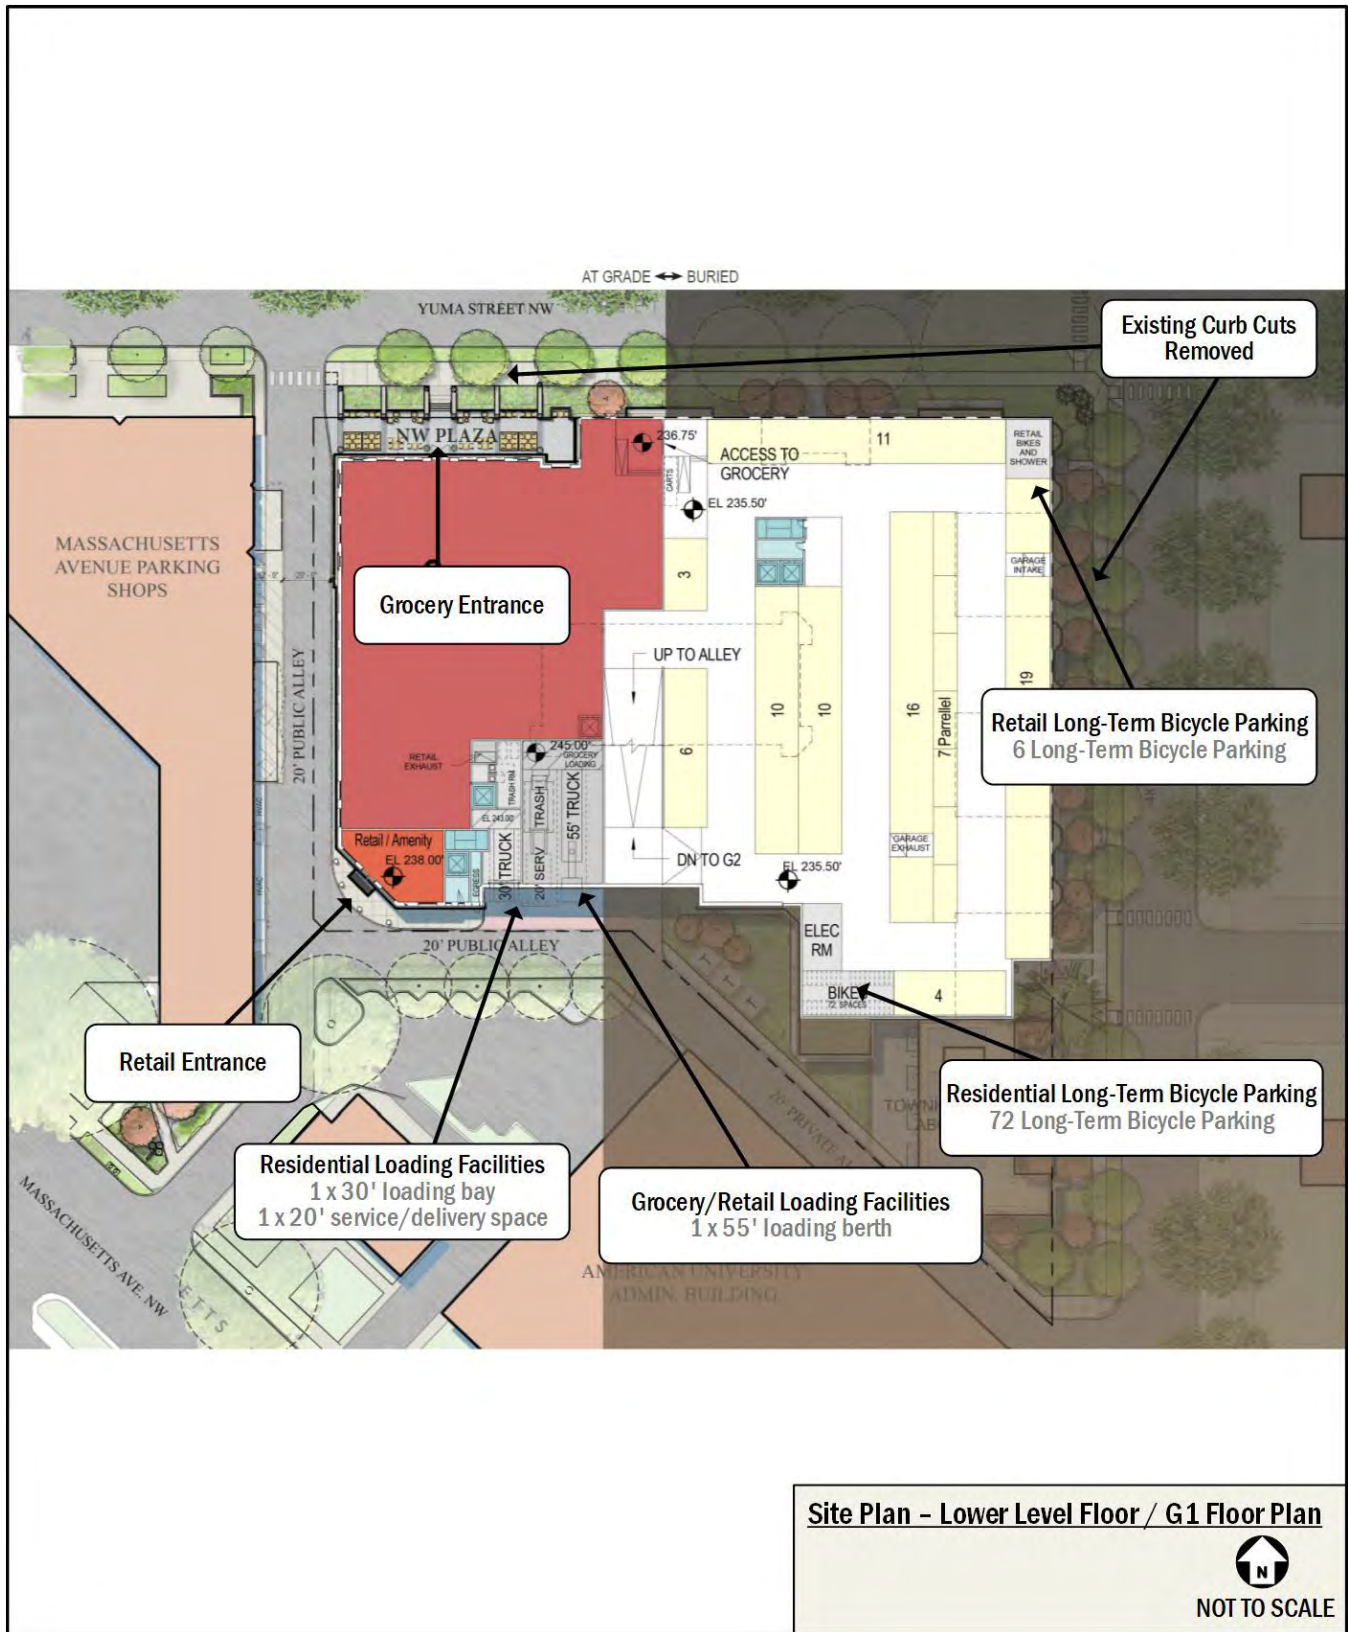 AT GRADE ↔ BURIED
YUMA STREET NW
Existing Curb Cuts
Removed
NW PLAZA
236.75'
ACCESS TO
GROCERY
CARTS
EL 235.50'
11
RETAIL
BIKES
AND
SHOWER
MASSACHUSETTS
AVENUE PARKING
SHOPS
Grocery Entrance
3
GARAGE
INTAKE
20' PUBLIC ALLEY
UP TO ALLEY
6
10
10
16
7 Parrellel
19
Retail Long-Term Bicycle Parking
6 Long-Term Bicycle Parking
245.00'
GROCERY
LOADING
RETAIL
EXHAUST
TRASH RM
TRASH
55' TRUCK
EL 243.00'
HVAC
HVAC
Retail / Amenity
EL 238.00'
EGRESS
30' TRUCK
20' SERV
DN TO G2
GARAGE
EXHAUST
EL 235.50'
ELEC
RM
20' PUBLIC ALLEY
BIKES
72 SPACES
4
Retail Entrance
Residential Long-Term Bicycle Parking
72 Long-Term Bicycle Parking
20' PRIVATE
Residential Loading Facilities
1 x 30' loading bay
1 x 20' service/delivery space
Grocery/Retail Loading Facilities
1 x 55' loading berth
MASSACHUSETTS AVE. NW
ETTS
AMERICAN UNIVERSITY
ADMIN. BUILDING
Site Plan – Lower Level Floor / G1 Floor Plan
N
NOT TO SCALE